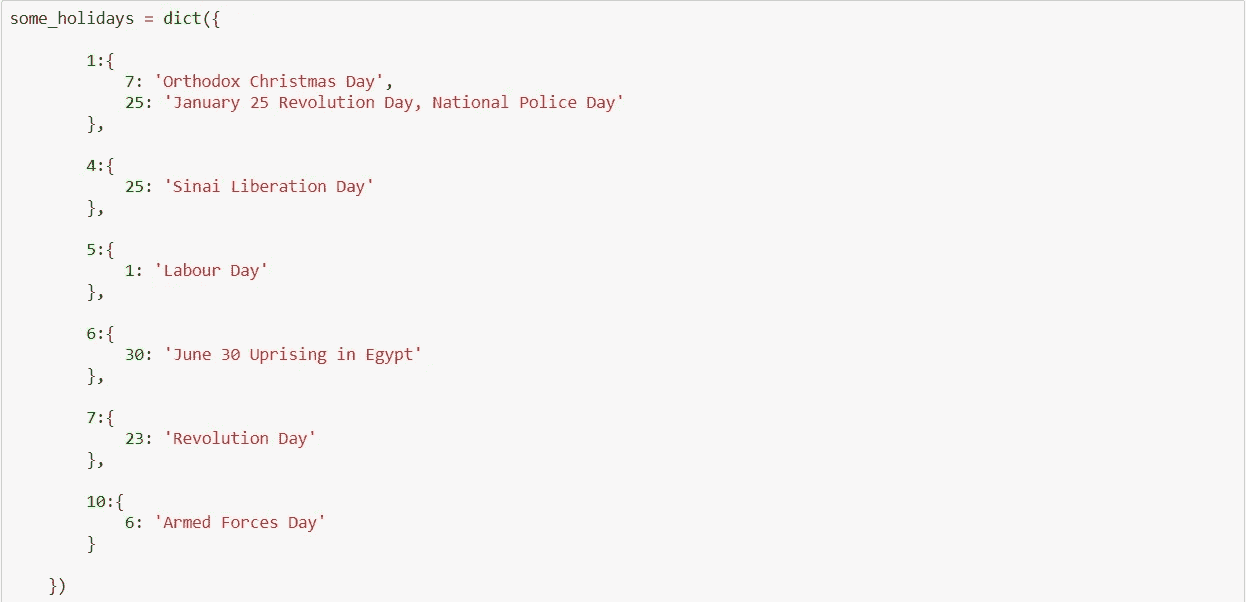 some_holidays = dict({
1:{
7: 'Orthodox Christmas Day',
25: 'January 25 Revolution Day, National Police Day'
},
4:{
25: 'Sinai Liberation Day'
},
5:{
1: 'Labour Day'
},
6:{
30: 'June 30 Uprising in Egypt'
},
7:{
23: 'Revolution Day'
},
10:{
6: 'Armed Forces Day'
}
})